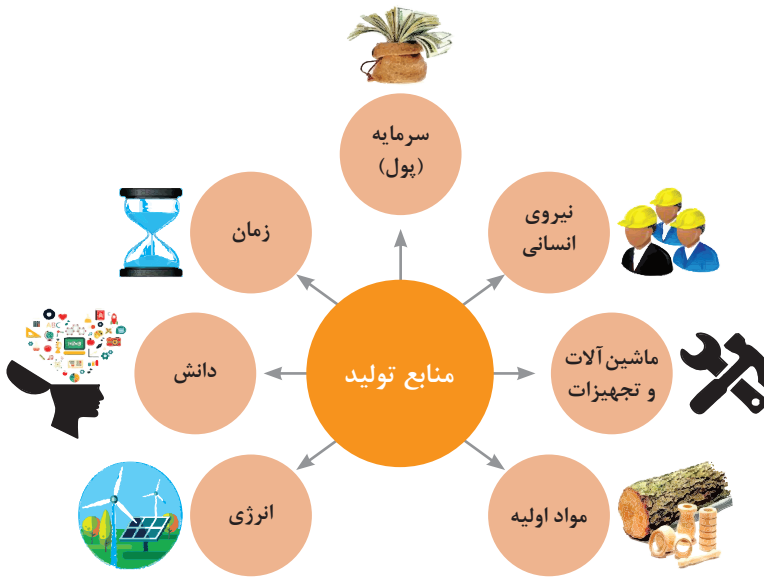 سرمایه
(پول)
نیروی
انسانی
زمان
ماشین‌آلات
و تجهیزات
منابع تولید
دانش
مواد اولیه
انرژی